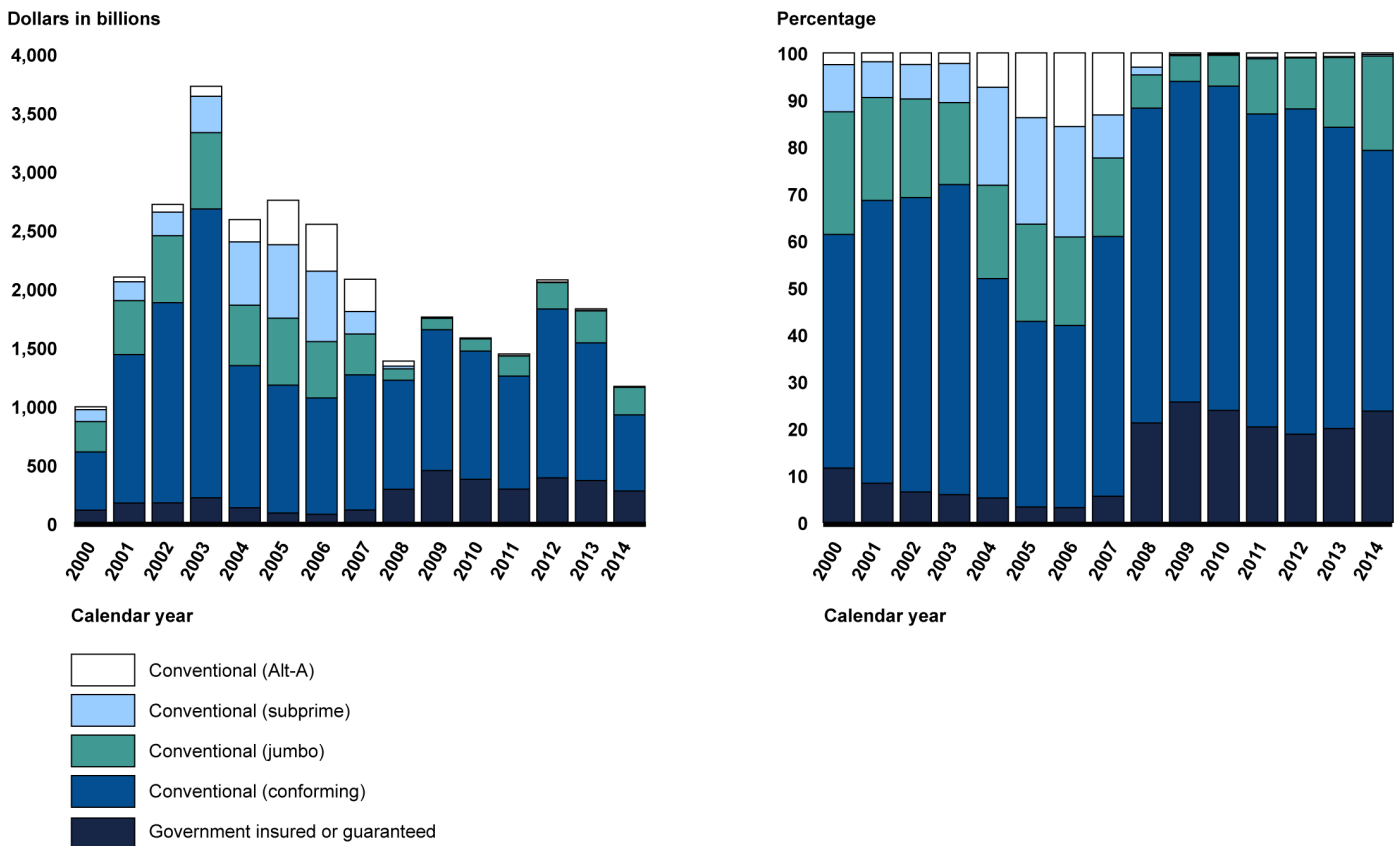 Dollars in billions
4,000
3,500
3,000
2,500
2,000
1,500
1,000
500
0
2000 2001 2002 2003 2004 2005 2006 2007 2008 2009 2010 2011 2012 2013 2014
Calendar year
Conventional (Alt-A)
Conventional (subprime)
Conventional (jumbo)
Conventional (conforming)
Government insured or guaranteed
Percentage
100
90
80
70
60
50
40
30
20
10
0
2000 2001 2002 2003 2004 2005 2006 2007 2008 2009 2010 2011 2012 2013 2014
Calendar year